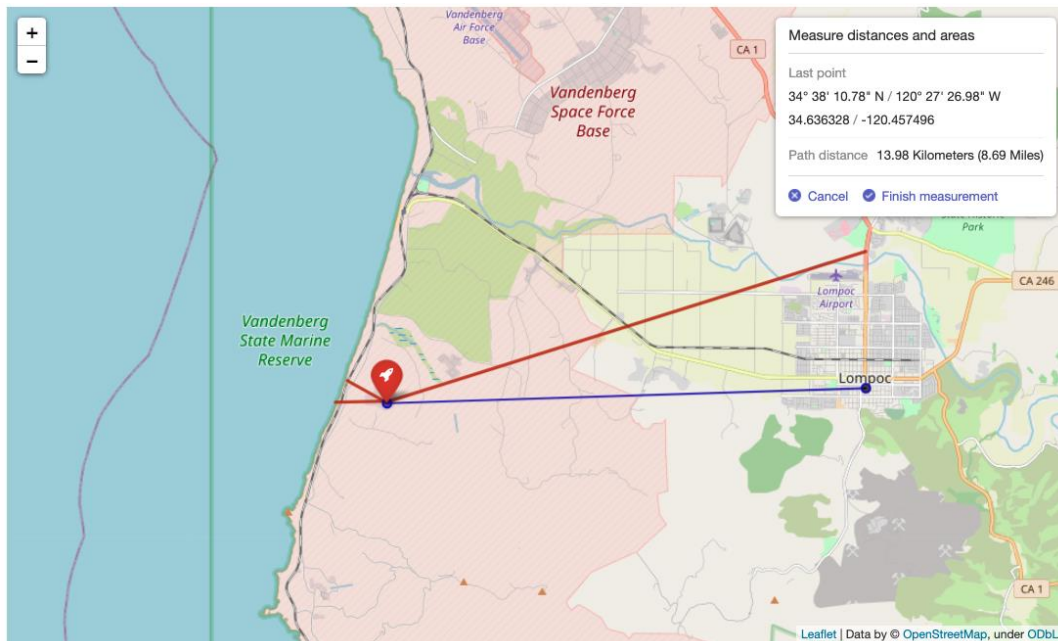 +
−
Vandenberg
Air Force
Base
CA 1
Vandenberg
Space Force
Base
Measure distances and areas
Last point
34° 38' 10.78" N / 120° 27' 26.98" W
34.636328 / -120.457496
Path distance 13.98 Kilometers (8.69 Miles)
Cancel Finish measurement
State Historic
Park
CA 246
Lompoc
Airport
Vandenberg
State Marine
Reserve
Lompoc
CA 1
Leaflet | Data by © OpenStreetMap, under ODbL